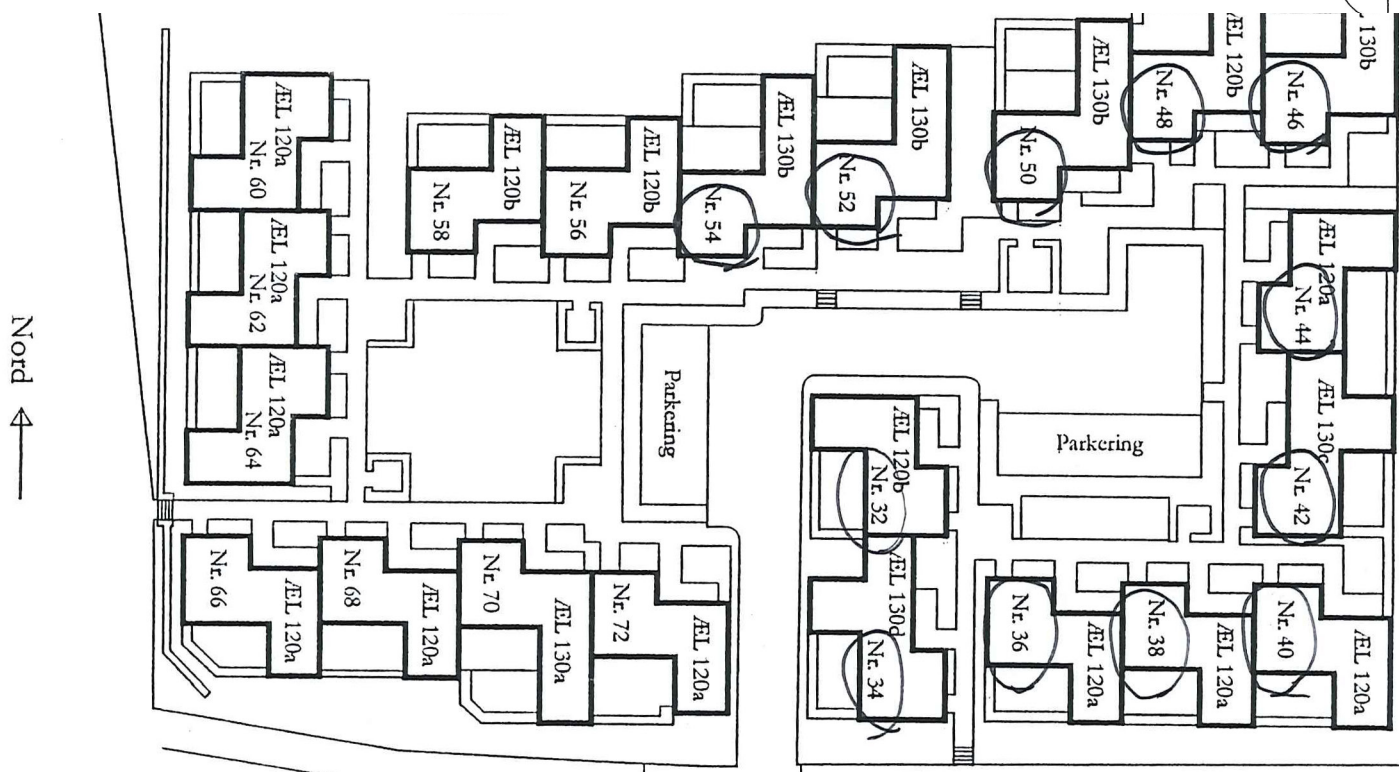 130b
ÆL 120b
Nr. 46
Nr. 48
ÆL 130b
Nr. 50
ÆL 130b
Nr. 52
ÆL 130b
Nr. 54
ÆL 120b
Nr. 56
ÆL 120b
Nr. 58
ÆL 120a
Nr. 60
ÆL 120a
Nr. 62
ÆL 120a
Nr. 64
ÆL 120a
Nr. 44
ÆL 130c
Nr. 42
Parkering
Parkering
ÆL 120b
Nr. 32
ÆL 130d
Nr. 34
Nr. 36
ÆL 120a
Nr. 38
ÆL 120a
Nr. 40
ÆL 120a
Nr. 66
ÆL 120a
Nr. 68
ÆL 120a
Nr. 70
ÆL 130a
Nr. 72
ÆL 120a
Nord